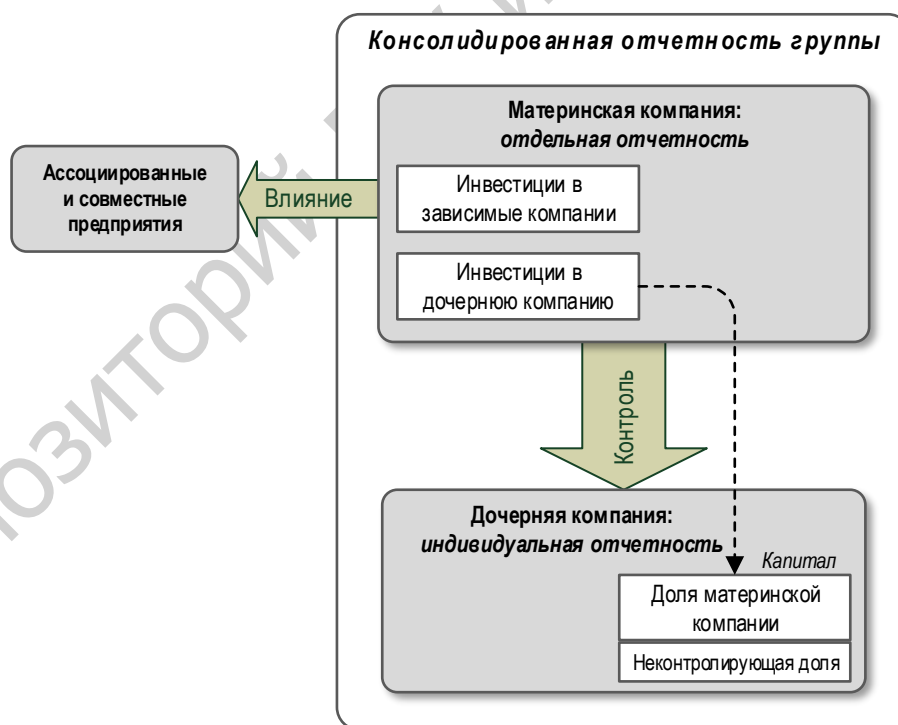 Консолидированная отчетность группы
Материнская компания:
отдельная отчетность
Ассоциированные
и совместные
предприятия
Влияние
Инвестиции в
зависимые компании
Инвестиции в
дочернюю компанию
Контроль
Дочерняя компания:
индивидуальная отчетность
Капитал
Доля материнской
компании
Неконтролирующая доля